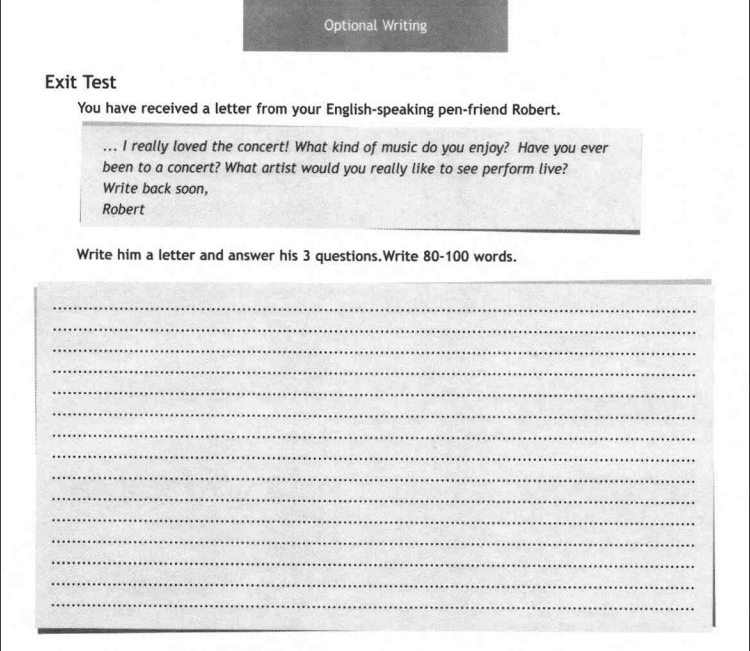 Optional Writing
Exit Test
You have received a letter from your English-speaking pen-friend Robert.
... I really loved the concert! What kind of music do you enjoy? Have you ever
been to a concert? What artist would you really like to see perform live?
Write back soon,
Robert
Write him a letter and answer his 3 questions.Write 80-100 words.